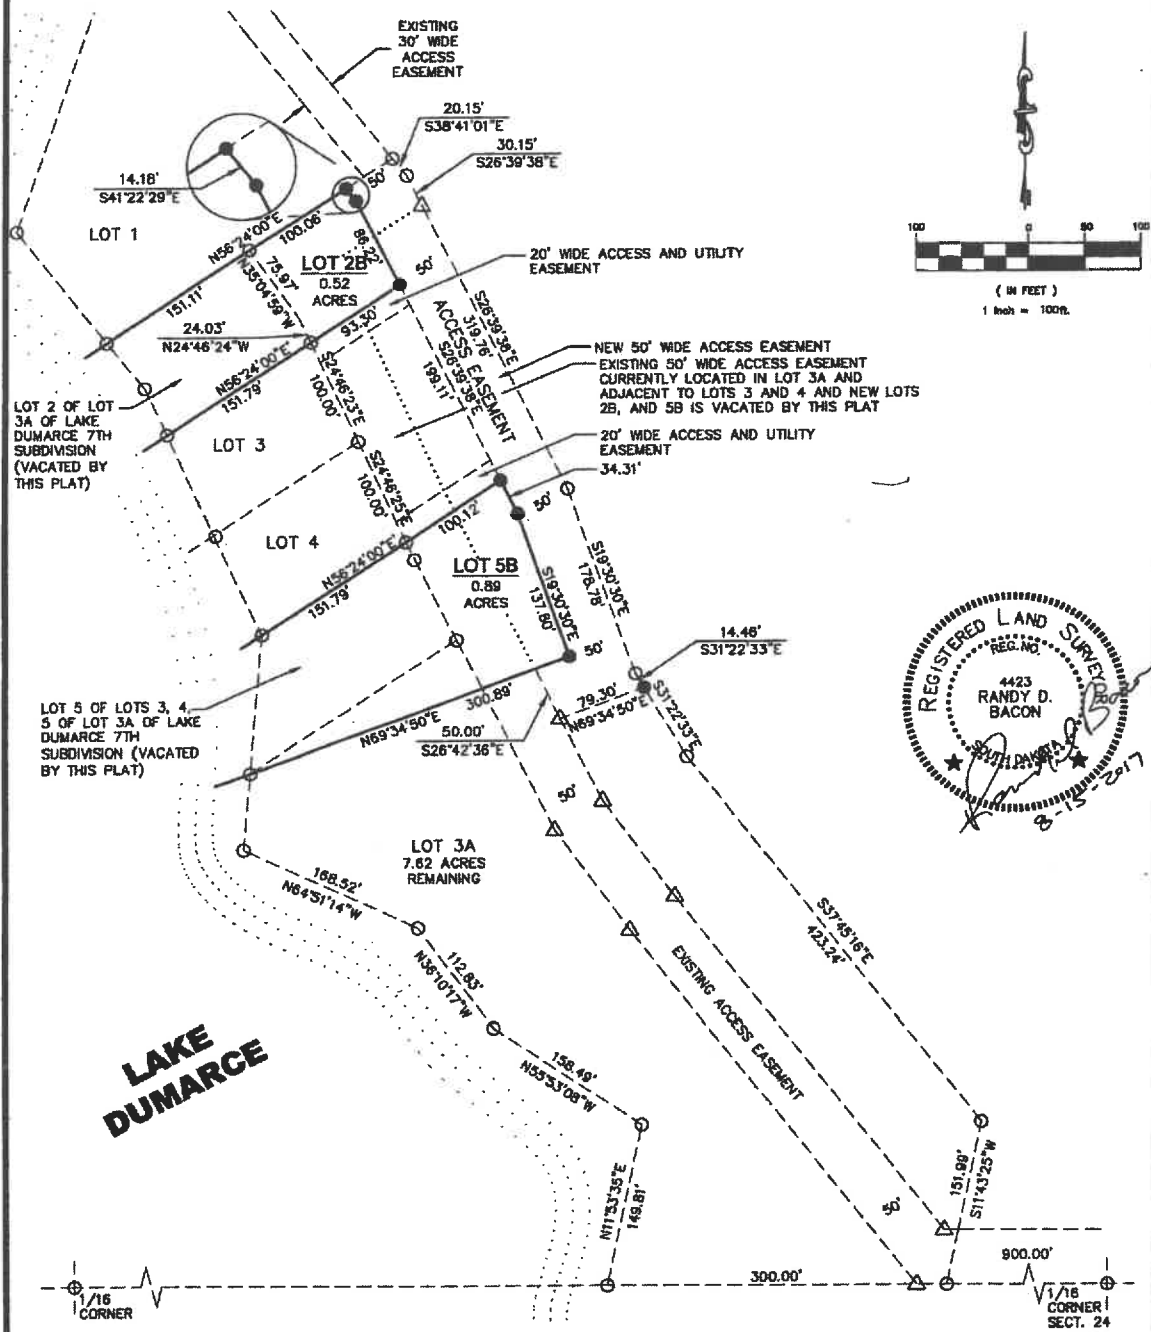 EXISTING
30' WIDE
ACCESS
EASEMENT
20.15'
S38°41'01"E
30.15'
S26°39'38"E
14.18'
S41°22'29"E
50'
LOT 1
N56°24'00"E
100.06'
151.11'
86.22'
LOT 2B
0.52
ACRES
75.97'
N35°04'59"W
50'
20' WIDE ACCESS AND UTILITY
EASEMENT
24.03'
N24°46'24"W
93.30'
ACCESS EASEMENT
S26°39'38"E
319.76'
S26°39'38"E
199.11'
NEW 50' WIDE ACCESS EASEMENT
EXISTING 50' WIDE ACCESS EASEMENT
CURRENTLY LOCATED IN LOT 3A AND
ADJACENT TO LOTS 3 AND 4 AND NEW LOTS
2B, AND 5B IS VACATED BY THIS PLAT
N56°24'00"E
151.79'
S24°46'23"E
100.00'
LOT 2 OF LOT
3A OF LAKE
DUMARCE 7TH
SUBDIVISION
(VACATED BY
THIS PLAT)
LOT 3
20' WIDE ACCESS AND UTILITY
EASEMENT
34.31'
S24°46'25"E
100.00'
50'
LOT 4
100.12'
N56°24'00"E
151.79'
LOT 5B
0.89
ACRES
S19°30'30"E
137.80'
S19°30'30"E
178.78'
50'
14.46'
S31°22'33"E
LOT 5 OF LOTS 3, 4,
5 OF LOT 3A OF LAKE
DUMARCE 7TH
SUBDIVISION (VACATED
BY THIS PLAT)
N69°34'50"E
300.89'
79.30'
N69°34'50"E
S31°22'33"E
50.00'
S26°42'36"E
50'
LOT 3A
7.62 ACRES
REMAINING
168.52'
N64°51'14"W
112.83'
N36°10'17"W
158.49'
N55°53'08"W
N11°53'35"E
149.81'
EXISTING ACCESS EASEMENT
S37°45'16"E
423.24'
151.99'
S11°43'25"W
50'
LAKE
DUMARCE
1/16
CORNER
300.00'
900.00'
1/16
CORNER
SECT. 24
100
0
50
100
( IN FEET )
1 inch = 100ft.
REGISTERED LAND SURVEYOR
REG. NO.
4423
RANDY D.
BACON
SOUTH DAKOTA
8-15-2017